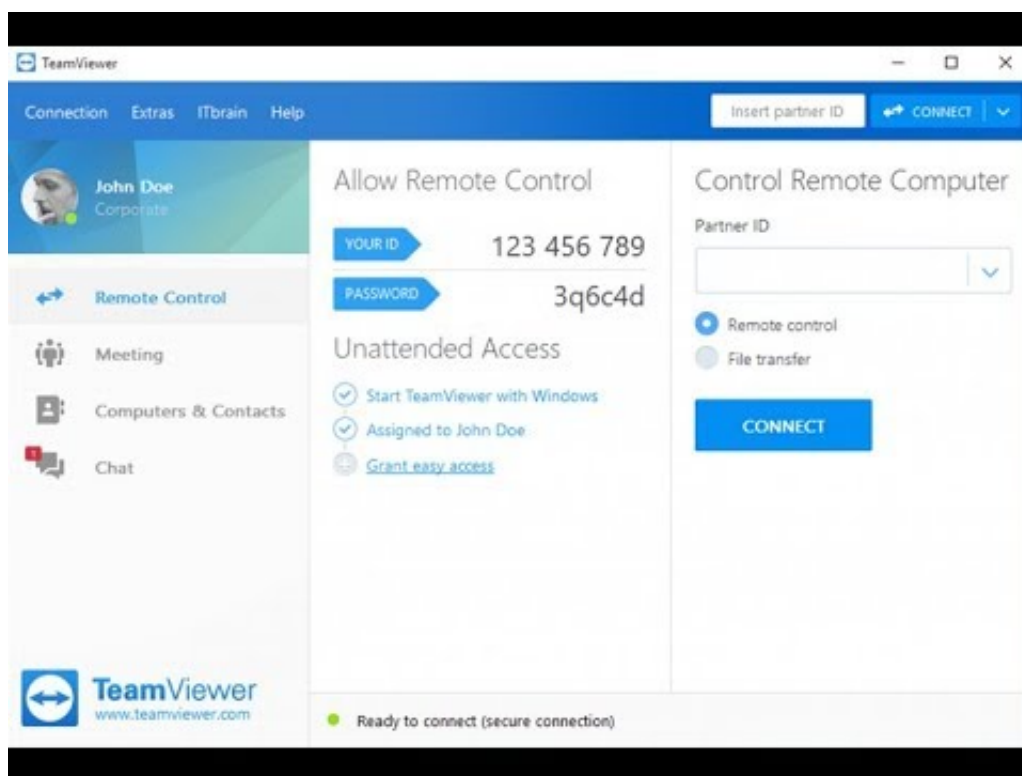 TeamViewer
Connection Extras ITbrain Help
Insert partner ID
CONNECT
John Doe
Corporate
Remote Control
Meeting
Computers & Contacts
1
Chat
TeamViewer
www.teamviewer.com
Allow Remote Control
YOUR ID 123 456 789
PASSWORD 3q6c4d
Unattended Access
Start TeamViewer with Windows
Assigned to John Doe
Grant easy access
Control Remote Computer
Partner ID
Remote control
File transfer
CONNECT
Ready to connect (secure connection)